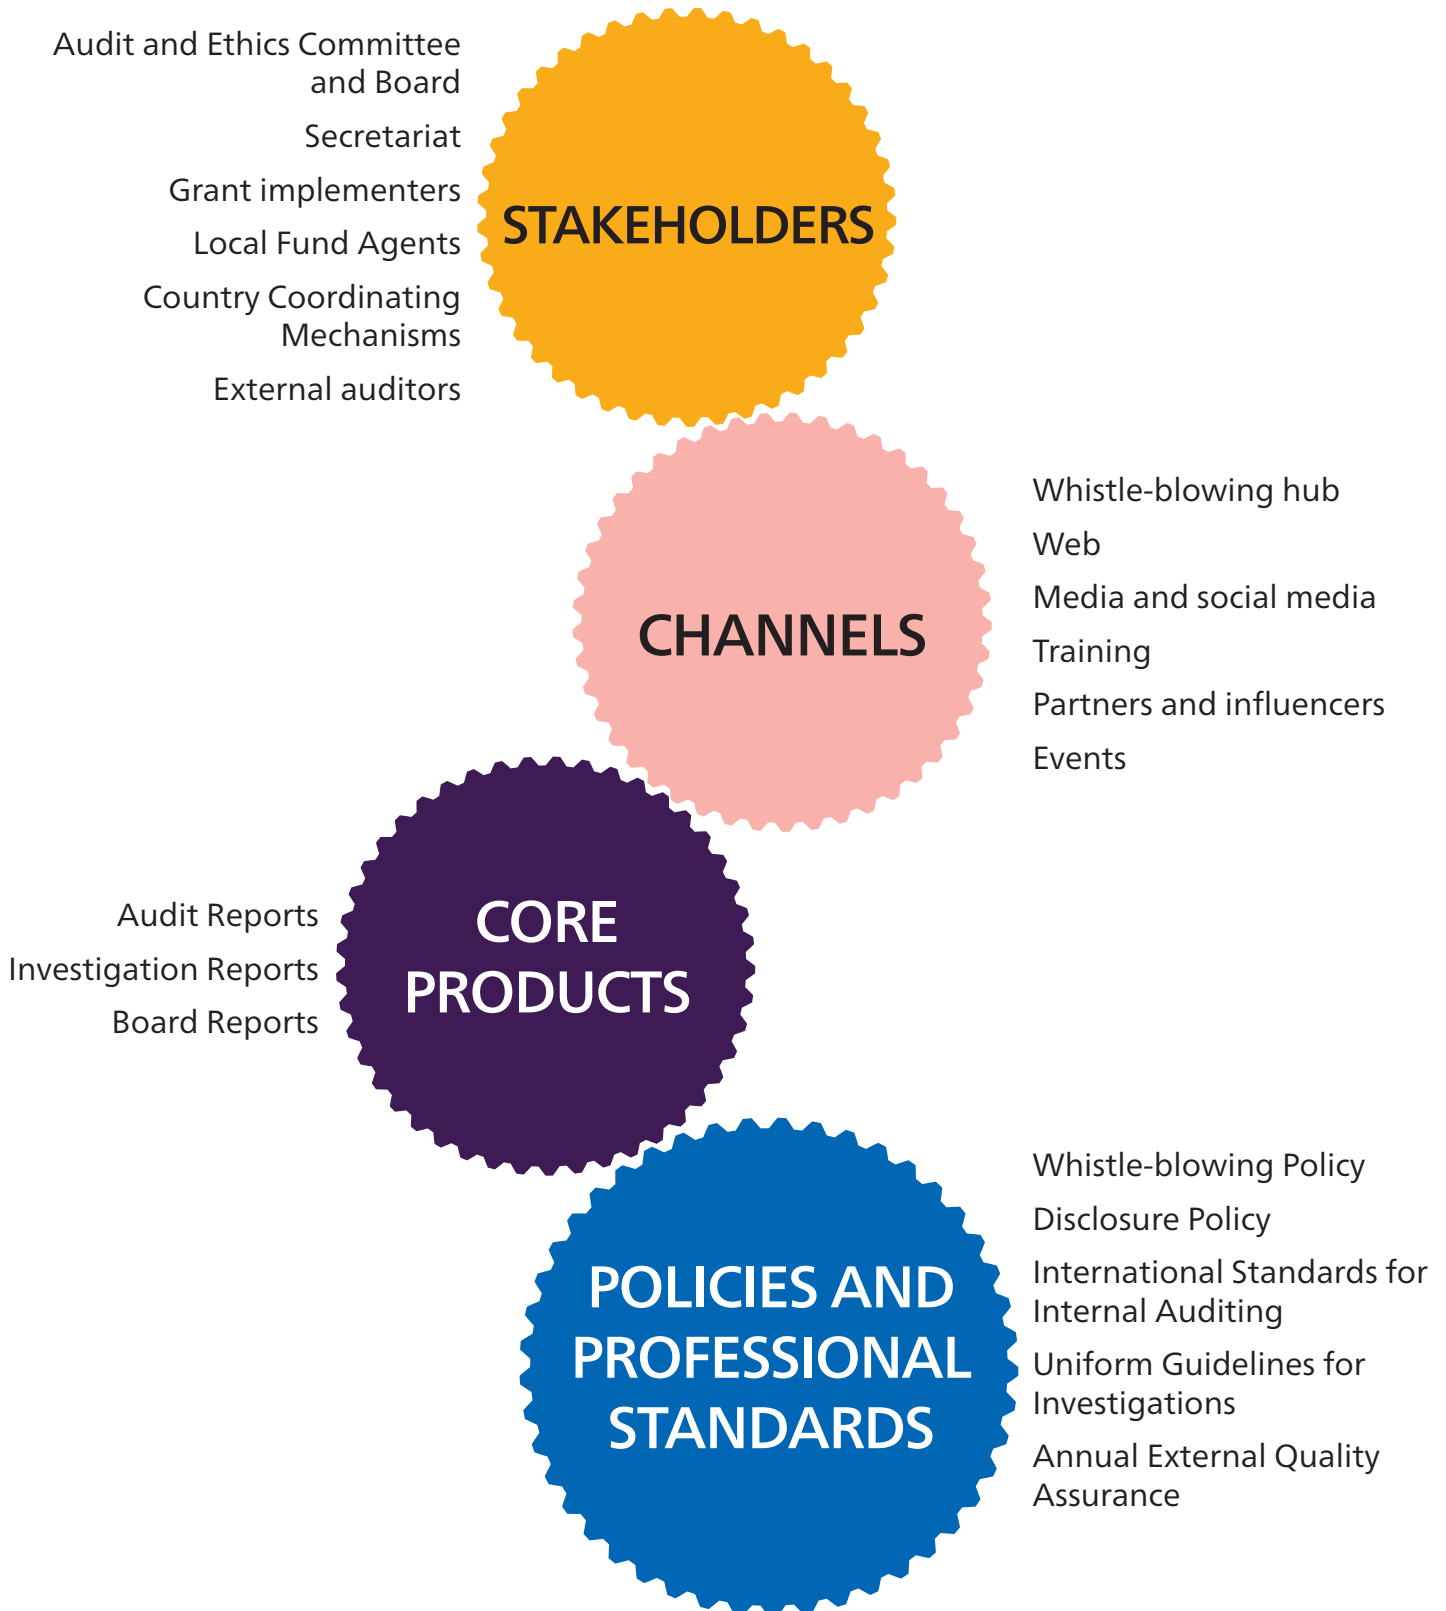 Audit and Ethics Committee
and Board
Secretariat
Grant implementers
Local Fund Agents
Country Coordinating
Mechanisms
External auditors
STAKEHOLDERS
CHANNELS
Whistle-blowing hub
Web
Media and social media
Training
Partners and influencers
Events
Audit Reports
Investigation Reports
Board Reports
CORE
PRODUCTS
POLICIES AND
PROFESSIONAL
STANDARDS
Whistle-blowing Policy
Disclosure Policy
International Standards for
Internal Auditing
Uniform Guidelines for
Investigations
Annual External Quality
Assurance